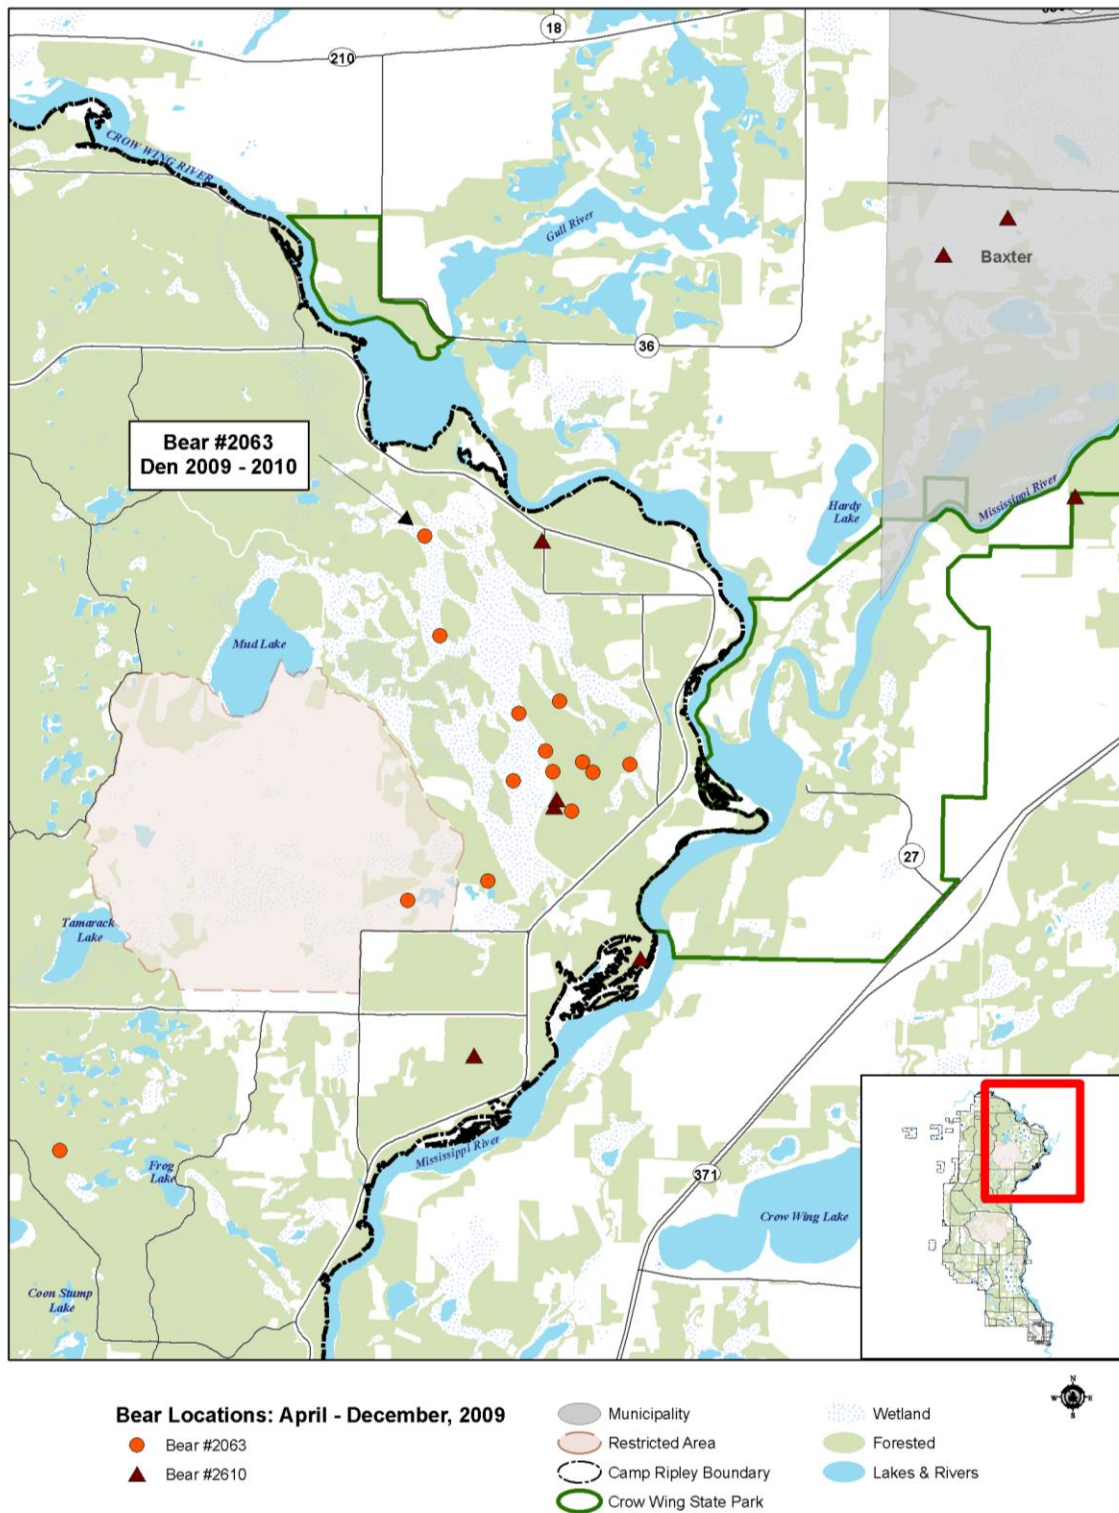 18
210
CROW WING RIVER
Gull River
Baxter
36
Bear #2063
Den 2009 - 2010
Hardy
Lake
Mississippi River
Mud Lake
27
Tamarack
Lake
Mississippi River
Frog
Lake
371
Crow Wing Lake
Coon Stump
Lake
N
W
E
S
Bear Locations: April - December, 2009
Bear #2063
Bear #2610
Municipality
Restricted Area
Camp Ripley Boundary
Crow Wing State Park
Wetland
Forested
Lakes & Rivers